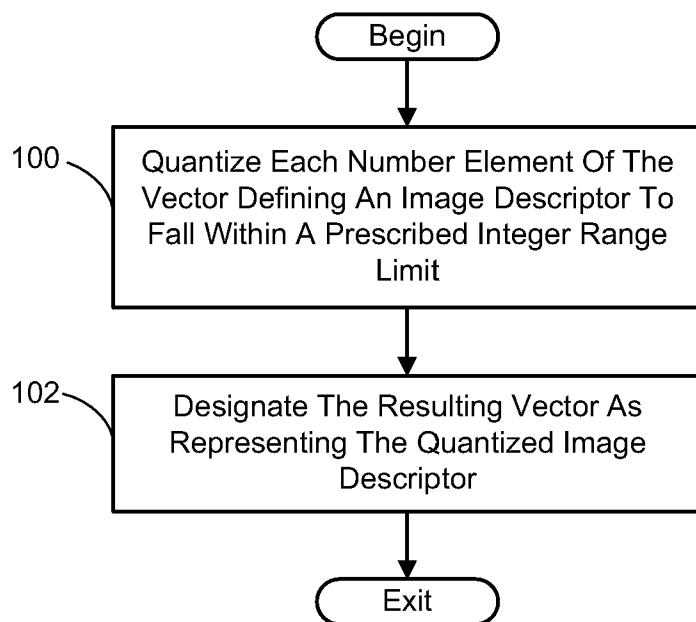 Begin
100
Quantize Each Number Element Of The
Vector Defining An Image Descriptor To
Fall Within A Prescribed Integer Range
Limit
102
Designate The Resulting Vector As
Representing The Quantized Image
Descriptor
Exit